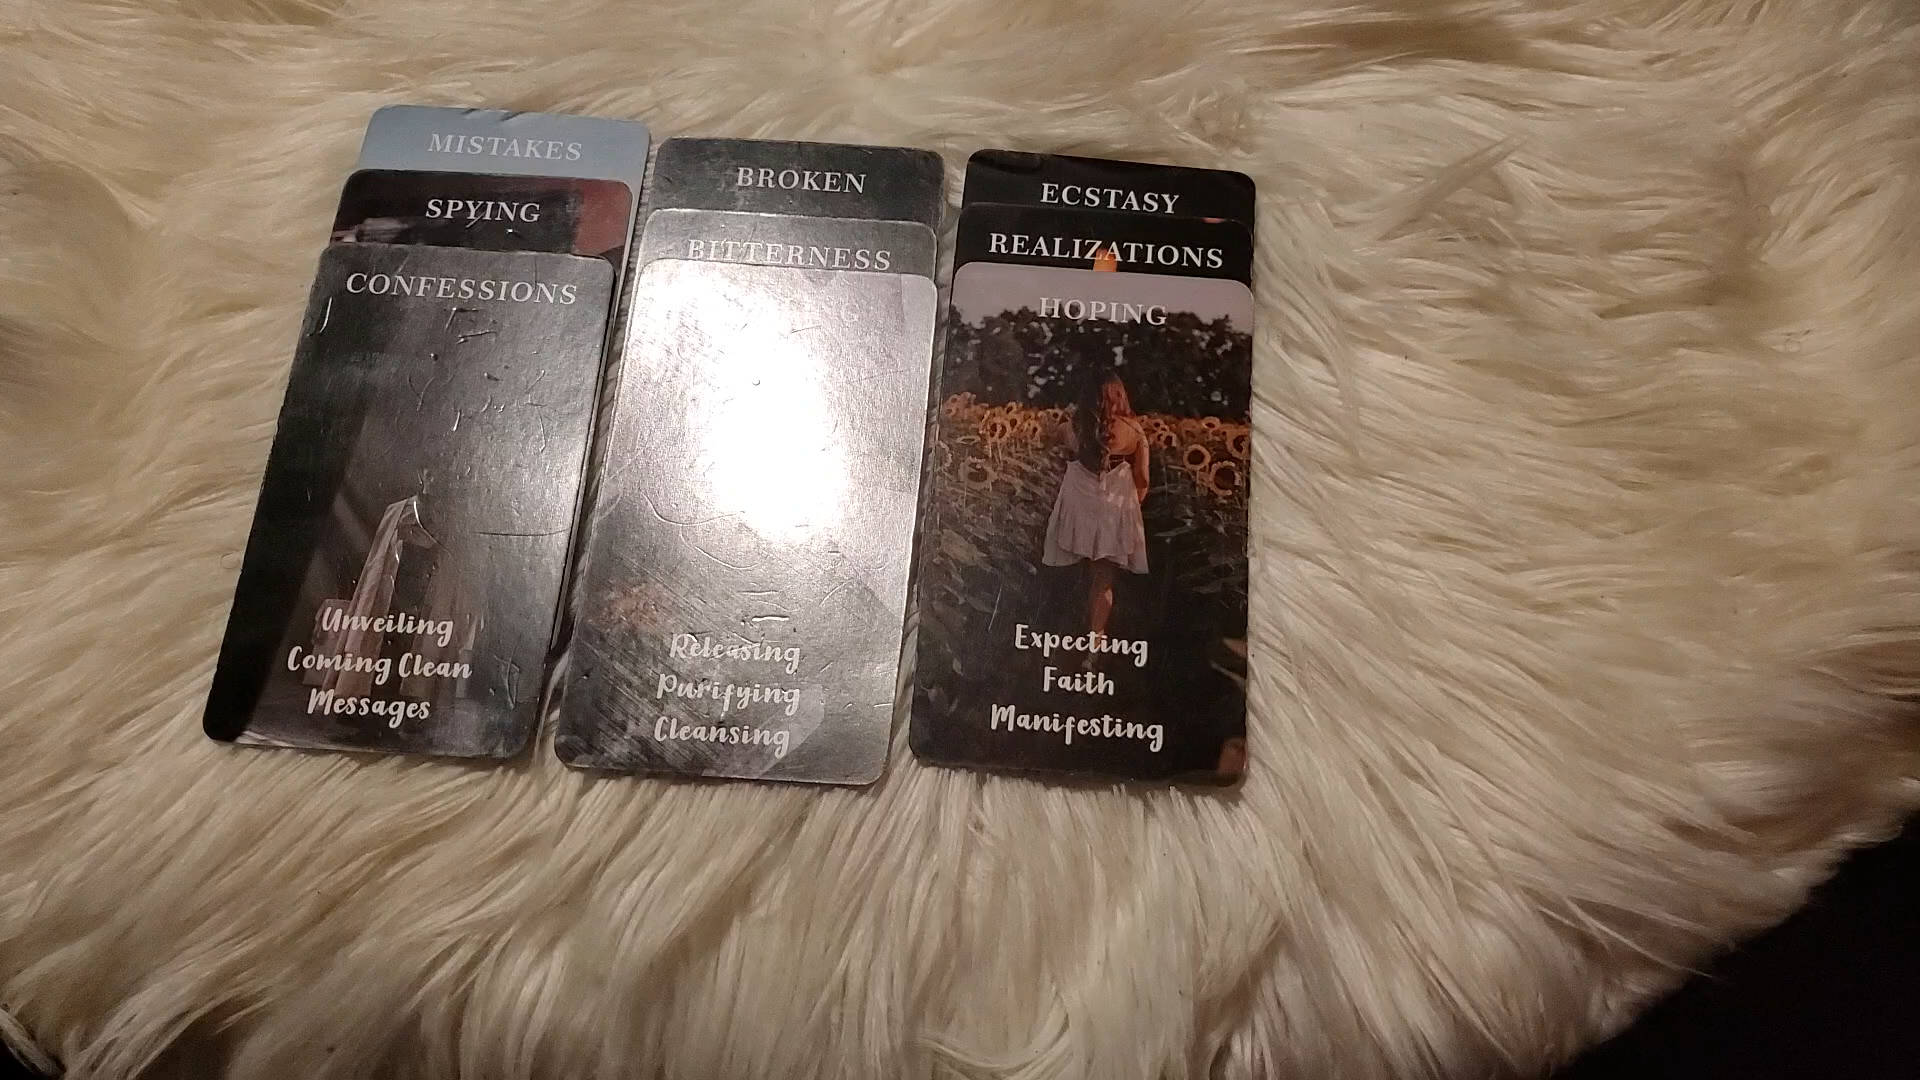 MISTAKES
SPYING
CONFESSIONS
Unveiling
Coming Clean
Messages
BROKEN
BITTERNESS
Releasing
Purifying
Cleansing
ECSTASY
REALIZATIONS
HOPING
Expecting
Faith
Manifesting